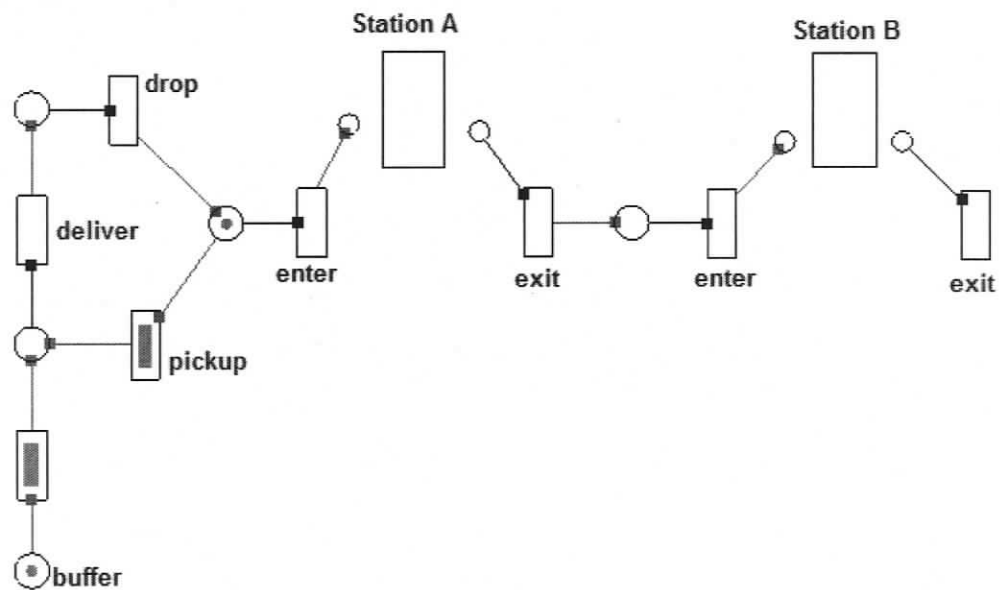 Station A
Station B
drop
deliver
enter
exit
enter
exit
pickup
buffer